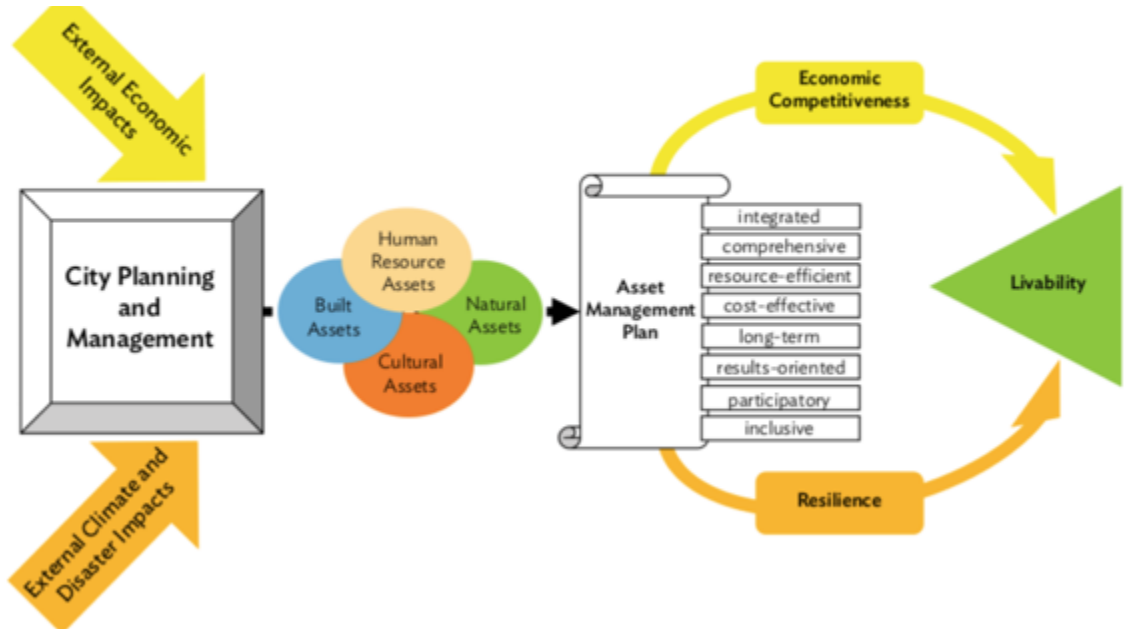 External Economic
Impacts
City Planning
and
Management
External Climate and
Disaster Impacts
Human
Resource
Assets
Built
Assets
Natural
Assets
Cultural
Assets
Asset
Management
Plan
integrated
comprehensive
resource-efficient
cost-effective
long-term
results-oriented
participatory
inclusive
Economic
Competitiveness
Resilience
Livability